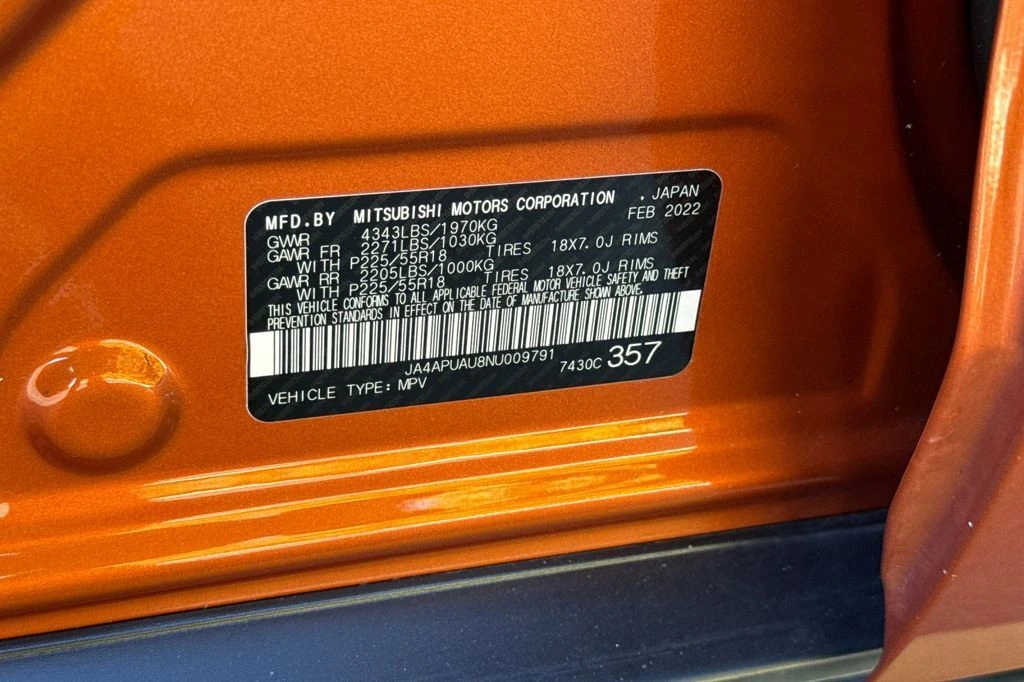 MFD.BY MITSUBISHI MOTORS CORPORATION . JAPAN
FEB 2022
GVWR 4343LBS/1970KG
GAWR FR 2271LBS/1030KG
WITH P225/55R18 TIRES 18X7.0J RIMS
GAWR RR 2205LBS/1000KG
WITH P225/55R18 TIRES 18X7.0J RIMS
THIS VEHICLE CONFORMS TO ALL APPLICABLE FEDERAL MOTOR VEHICLE SAFETY AND THEFT
PREVENTION STANDARDS IN EFFECT ON THE DATE OF MANUFACTURE SHOWN ABOVE.
JA4APUAU8NU009791
7430C 357
VEHICLE TYPE: MPV